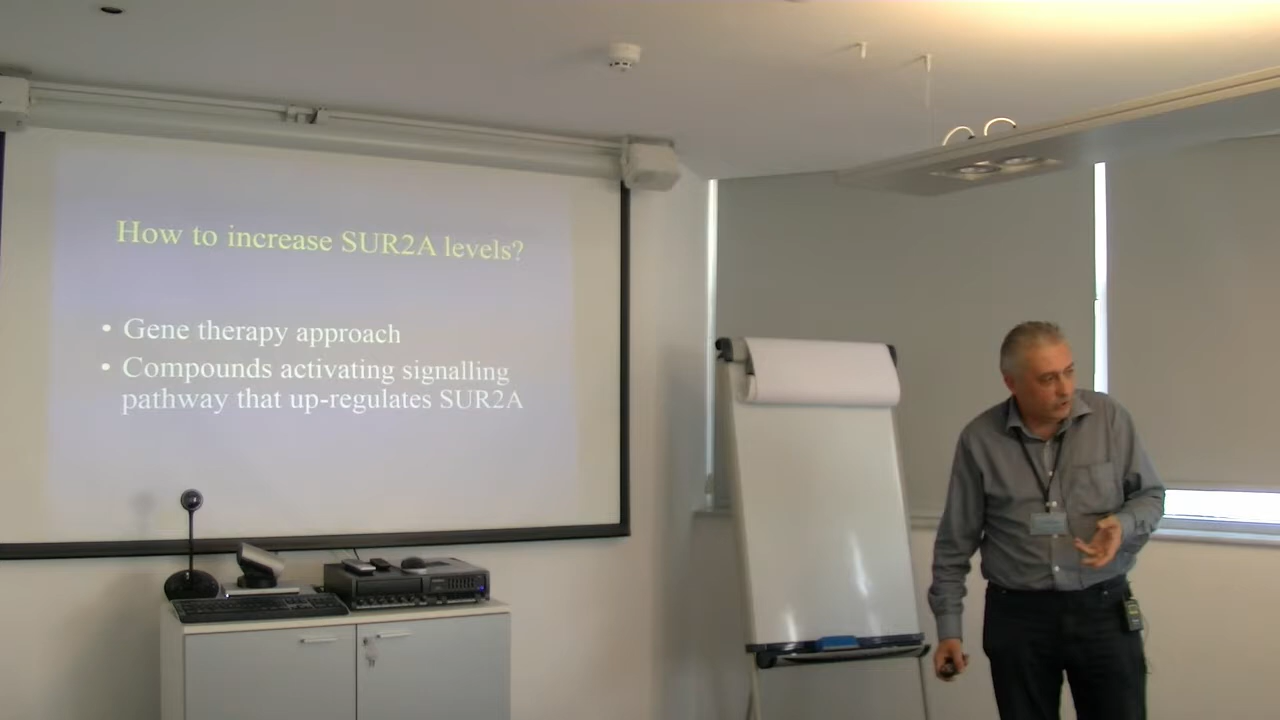 How to increase SUR2A levels?
• Gene therapy approach
• Compounds activating signalling
pathway that up-regulates SUR2A